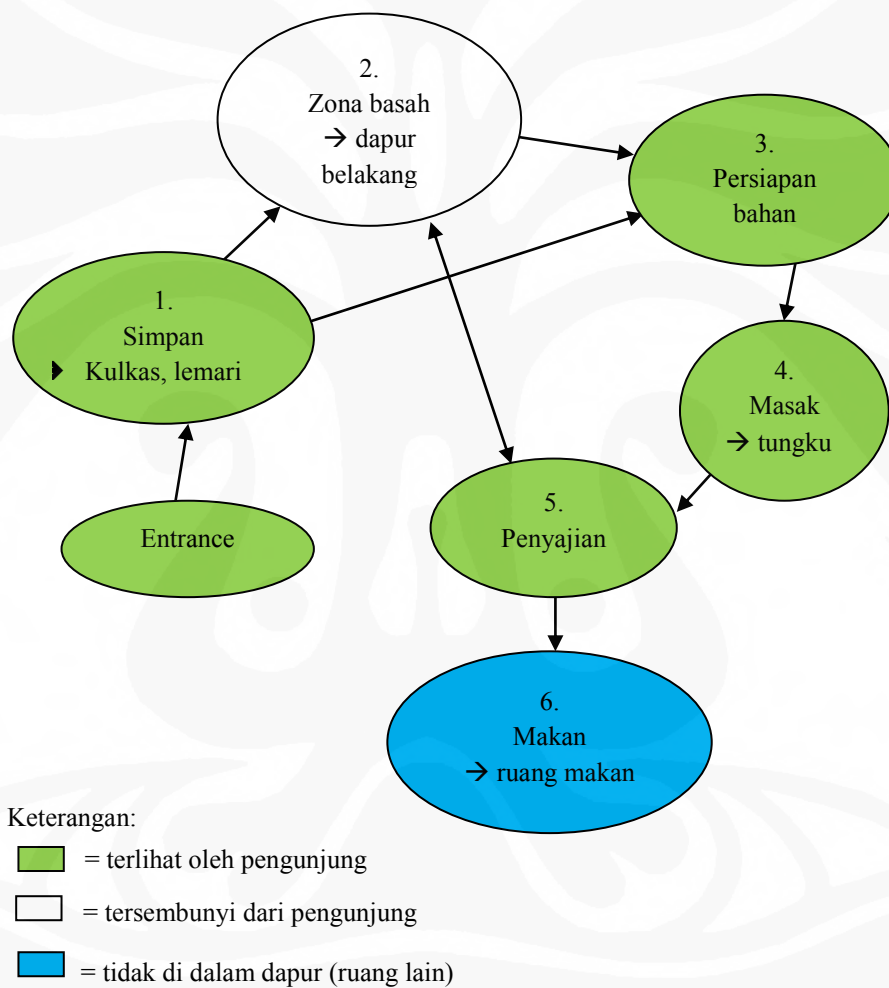 2.
Zona basah
→ dapur
belakang
3.
Persiapan
bahan
1.
Simpan
Kulkas, lemari
4.
Masak
→ tungku
5.
Penyajian
Entrance
6.
Makan
→ ruang makan
Keterangan:
= terlihat oleh pengunjung
= tersembunyi dari pengunjung
= tidak di dalam dapur (ruang lain)